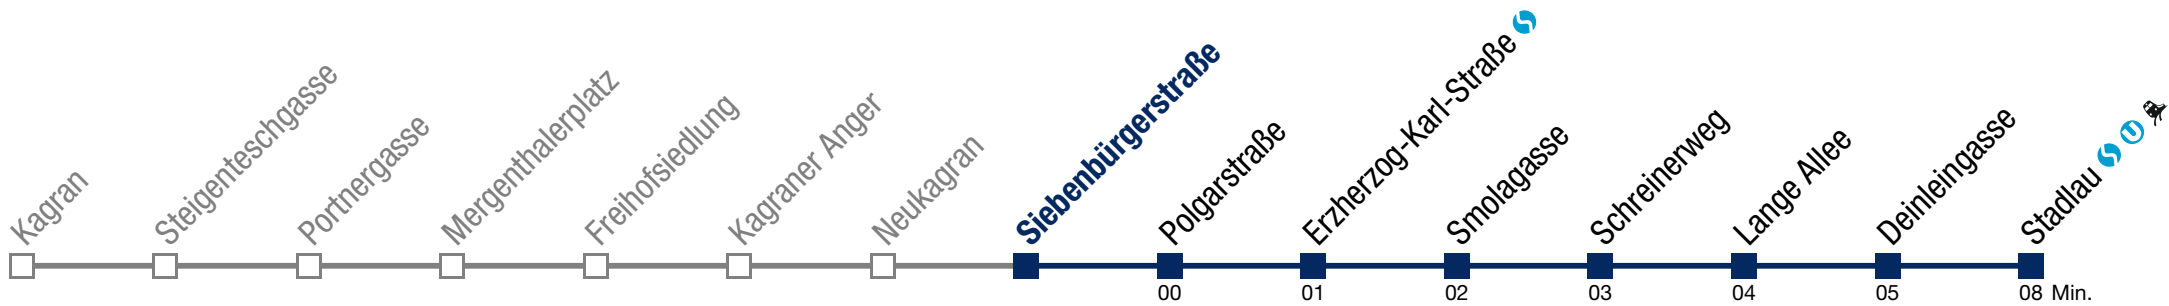 Kagran
Steigenteschgasse
Portnergasse
Mergenthalerplatz
Freihofsiedlung
Kagraner Anger
Neukagran
Siebenbürgerstraße
Polgarstraße
Erzherzog-Karl-Straße S
Smolagasse
Schreinerweg
Lange Allee
Deinleingasse
Stadlau S U
00 01 02 03 04 05 08 Min.